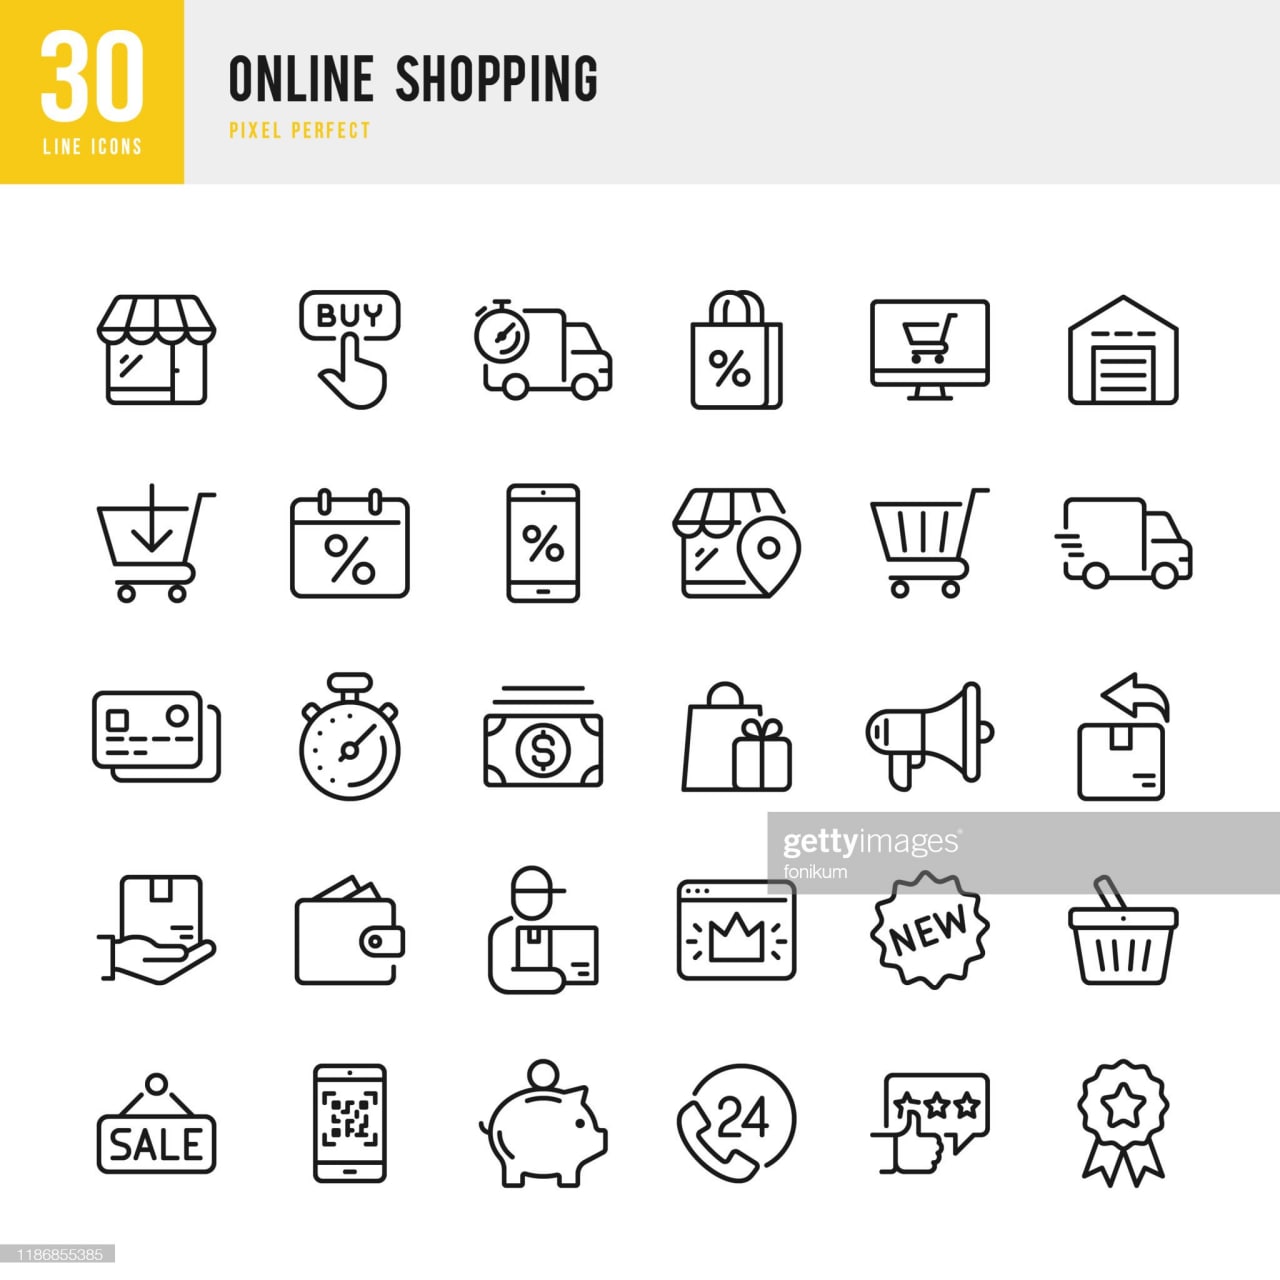 30
LINE ICONS
ONLINE SHOPPING
PIXEL PERFECT
BUY
%
%
%
$
gettyimages®
fonikum
NEW
SALE
24
1186855385